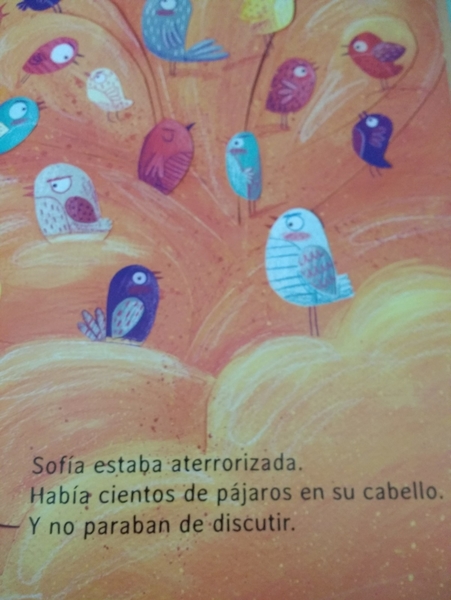 Sofía estaba aterrorizada.
Había cientos de pájaros en su cabello.
Y no paraban de discutir.